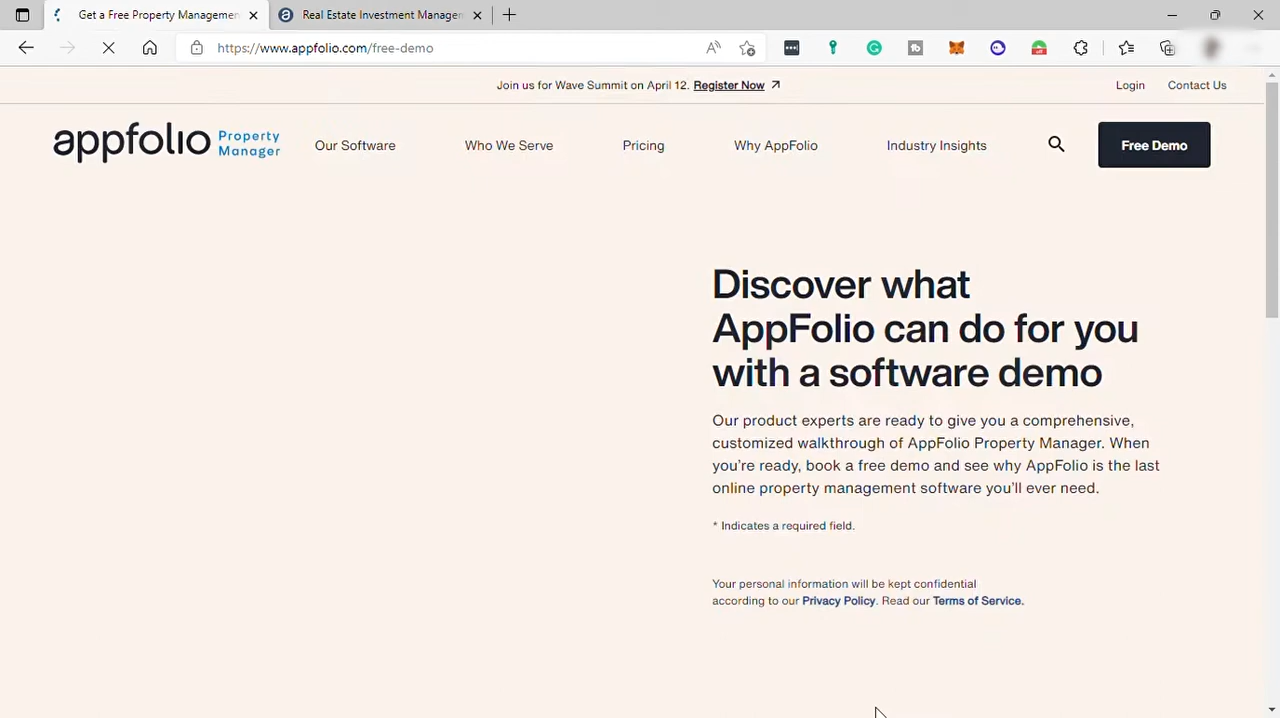 Get a Free Property Management
Real Estate Investment Manager
https://www.appfolio.com/free-demo
Join us for Wave Summit on April 12. Register Now
Login
Contact Us
appfolio Property Manager
Our Software
Who We Serve
Pricing
Why AppFolio
Industry Insights
Free Demo
Discover what
AppFolio can do for you
with a software demo
Our product experts are ready to give you a comprehensive,
customized walkthrough of AppFolio Property Manager. When
you're ready, book a free demo and see why AppFolio is the last
online property management software you'll ever need.
* Indicates a required field.
Your personal information will be kept confidential
according to our Privacy Policy. Read our Terms of Service.